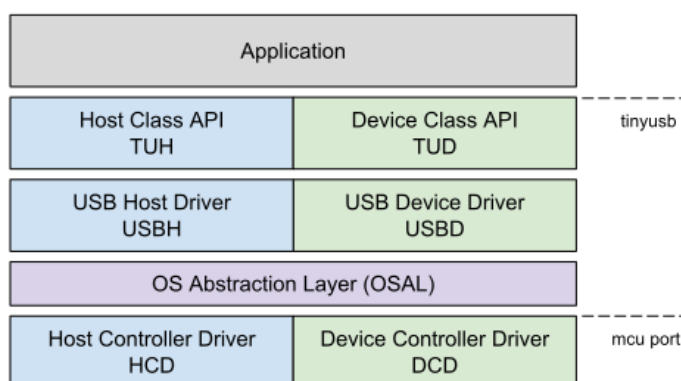 Application
Host Class API
TUH
Device Class API
TUD
tinyusb
USB Host Driver
USBH
USB Device Driver
USBD
OS Abstraction Layer (OSAL)
Host Controller Driver
HCD
Device Controller Driver
DCD
mcu port